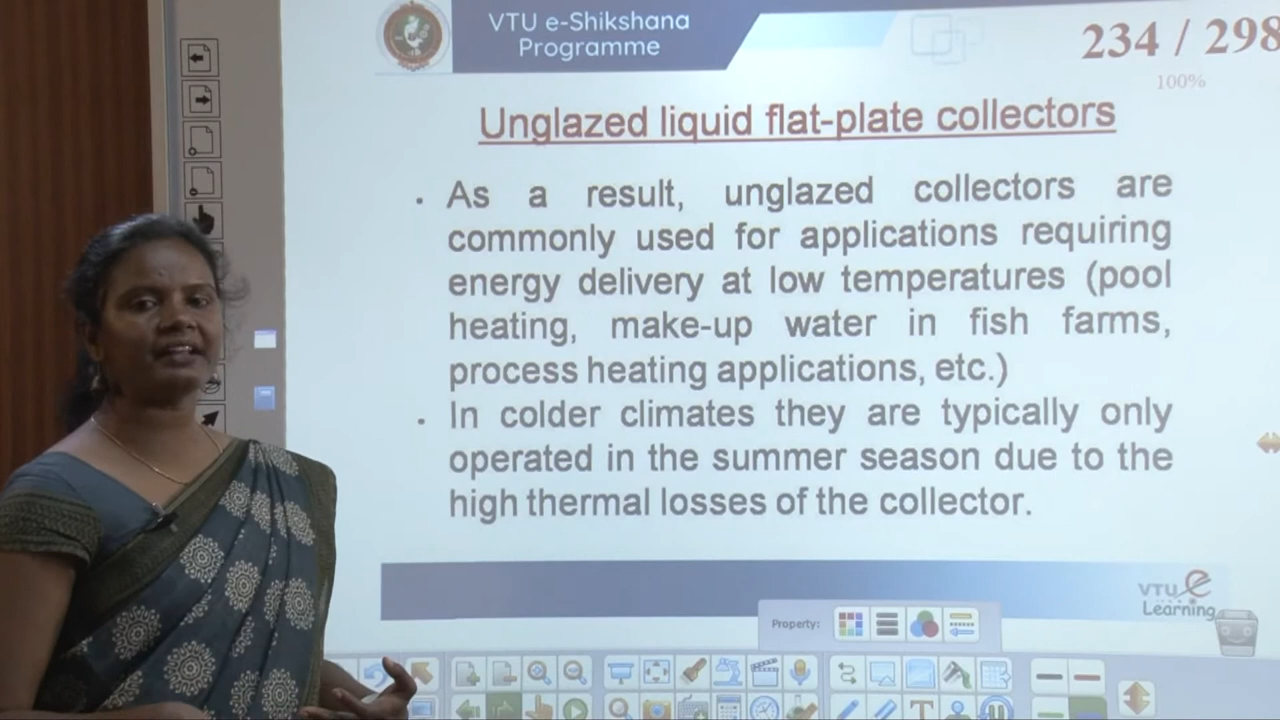 VTU e-Shikshana
Programme
234 / 298
100%
Unglazed liquid flat-plate collectors
• As a result, unglazed collectors are
commonly used for applications requiring
energy delivery at low temperatures (pool
heating, make-up water in fish farms,
process heating applications, etc.)
• In colder climates they are typically only
operated in the summer season due to the
high thermal losses of the collector.
VTU e
Learning
Property: